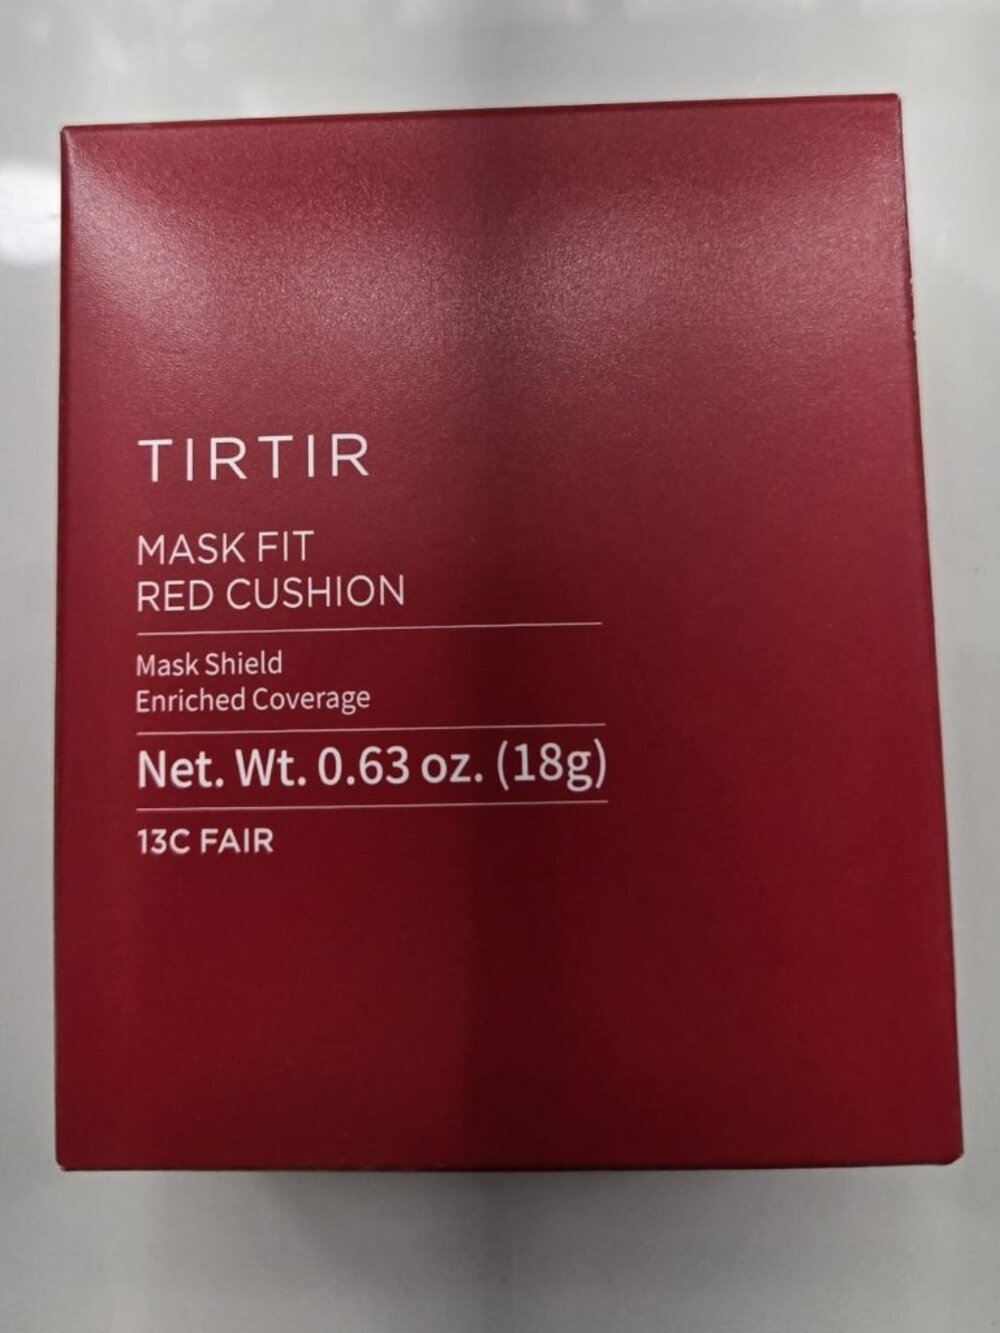 TIRTIR
MASK FIT
RED CUSHION
Mask Shield
Enriched Coverage
Net. Wt. 0.63 oz. (18g)
13C FAIR